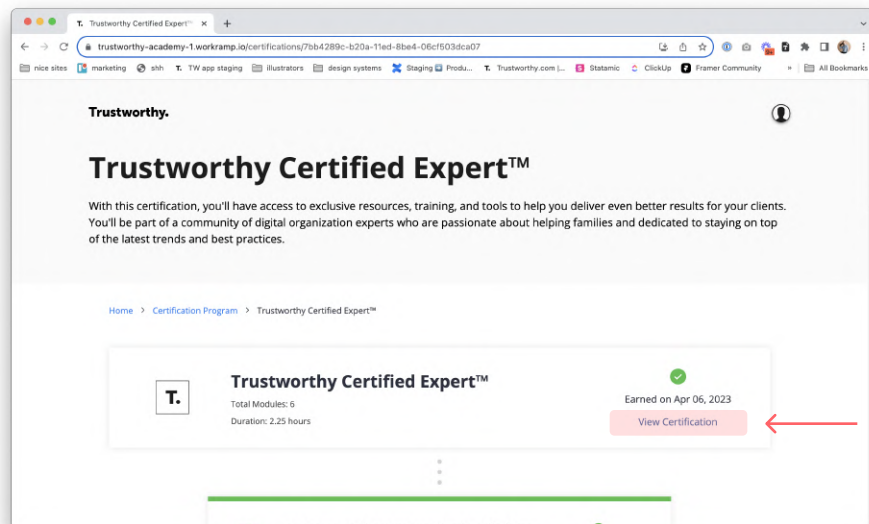 T. Trustworthy Certified Expert™
trustworthy-academy-1.workramp.io/certifications/7bb4289c-b20a-11ed-8be4-06cf503dca07
nice sites marketing shh T. TW app staging illustrators design systems Staging Produ... T. Trustworthy.com |... Statamic ClickUp Framer Community » All Bookmarks
Trustworthy.
Trustworthy Certified Expert™
With this certification, you'll have access to exclusive resources, training, and tools to help you deliver even better results for your clients.
You'll be part of a community of digital organization experts who are passionate about helping families and dedicated to staying on top
of the latest trends and best practices.
Home > Certification Program > Trustworthy Certified Expert™
T.
Trustworthy Certified Expert™
Total Modules: 6
Duration: 2.25 hours
Earned on Apr 06, 2023
View Certification